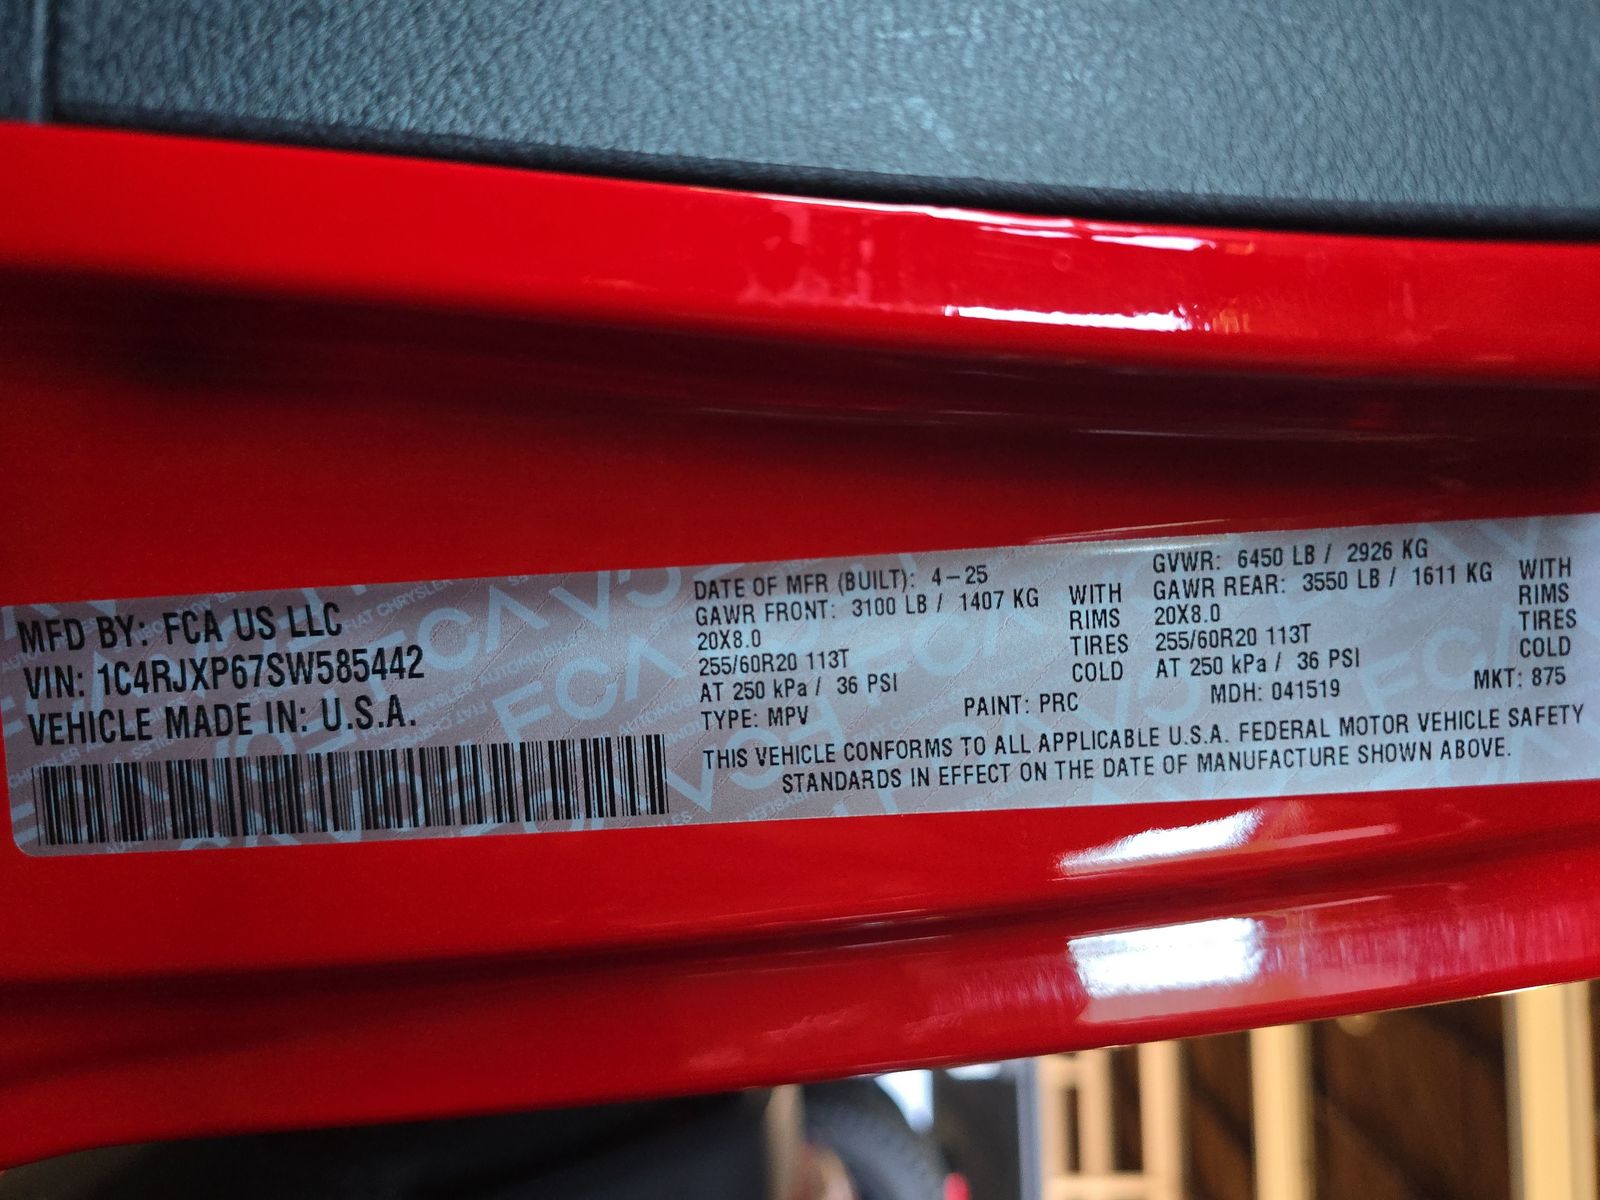 MFD BY: FCA US LLC
VIN: 1C4RJXP67SW585442
VEHICLE MADE IN: U.S.A.
DATE OF MFR (BUILT): 4-25
GAWR FRONT: 3100 LB / 1407 KG WITH
20X8.0 RIMS
255/60R20 113T TIRES
AT 250 kPa / 36 PSI COLD
GVWR: 6450 LB / 2926 KG
GAWR REAR: 3550 LB / 1611 KG WITH
20X8.0 RIMS
255/60R20 113T TIRES
AT 250 kPa / 36 PSI COLD
TYPE: MPV PAINT: PRC MDH: 041519 MKT: 875
THIS VEHICLE CONFORMS TO ALL APPLICABLE U.S.A. FEDERAL MOTOR VEHICLE SAFETY
STANDARDS IN EFFECT ON THE DATE OF MANUFACTURE SHOWN ABOVE.